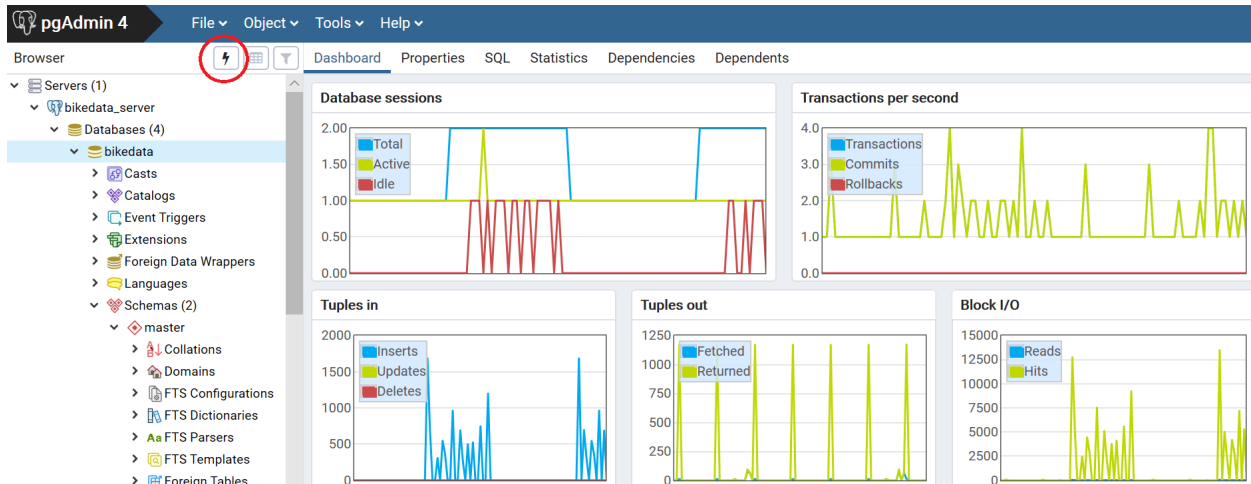 pgAdmin 4 File Object Tools Help
Browser Dashboard Properties SQL Statistics Dependencies Dependents
Servers (1)
bikedata_server
Databases (4)
bikedata
Casts
Catalogs
Event Triggers
Extensions
Foreign Data Wrappers
Languages
Schemas (2)
master
Collations
Domains
FTS Configurations
FTS Dictionaries
Aa FTS Parsers
FTS Templates
Foreign Tables
Database sessions
2.00
1.50
1.00
0.50
0.00
Total
Active
Idle
Transactions per second
4.0
3.0
2.0
1.0
0.0
Transactions
Commits
Rollbacks
Tuples in
2000
1500
1000
500
0
Inserts
Updates
Deletes
Tuples out
1250
1000
750
500
250
0
Fetched
Returned
Block I/O
15000
12500
10000
7500
5000
2500
0
Reads
Hits